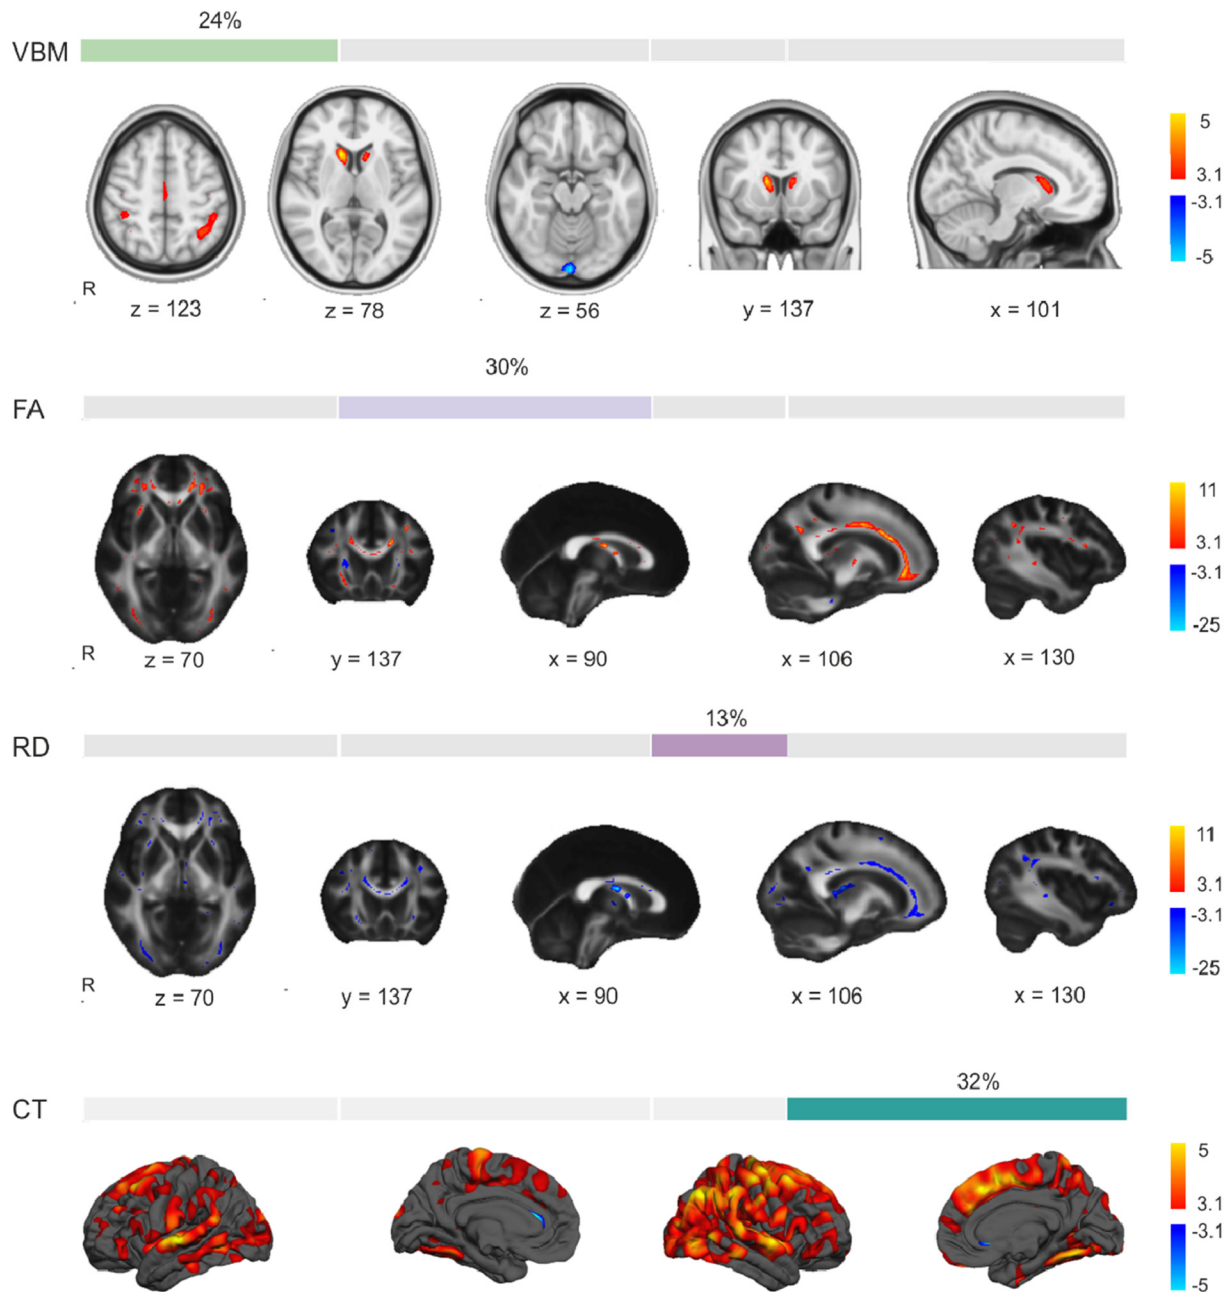 24%
VBM
5
3.1
-3.1
-5
R
z = 123 z = 78 z = 56 y = 137 x = 101
30%
FA
11
3.1
-3.1
-25
R
z = 70 y = 137 x = 90 x = 106 x = 130
13%
RD
11
3.1
-3.1
-25
R
z = 70 y = 137 x = 90 x = 106 x = 130
32%
CT
5
3.1
-3.1
-5